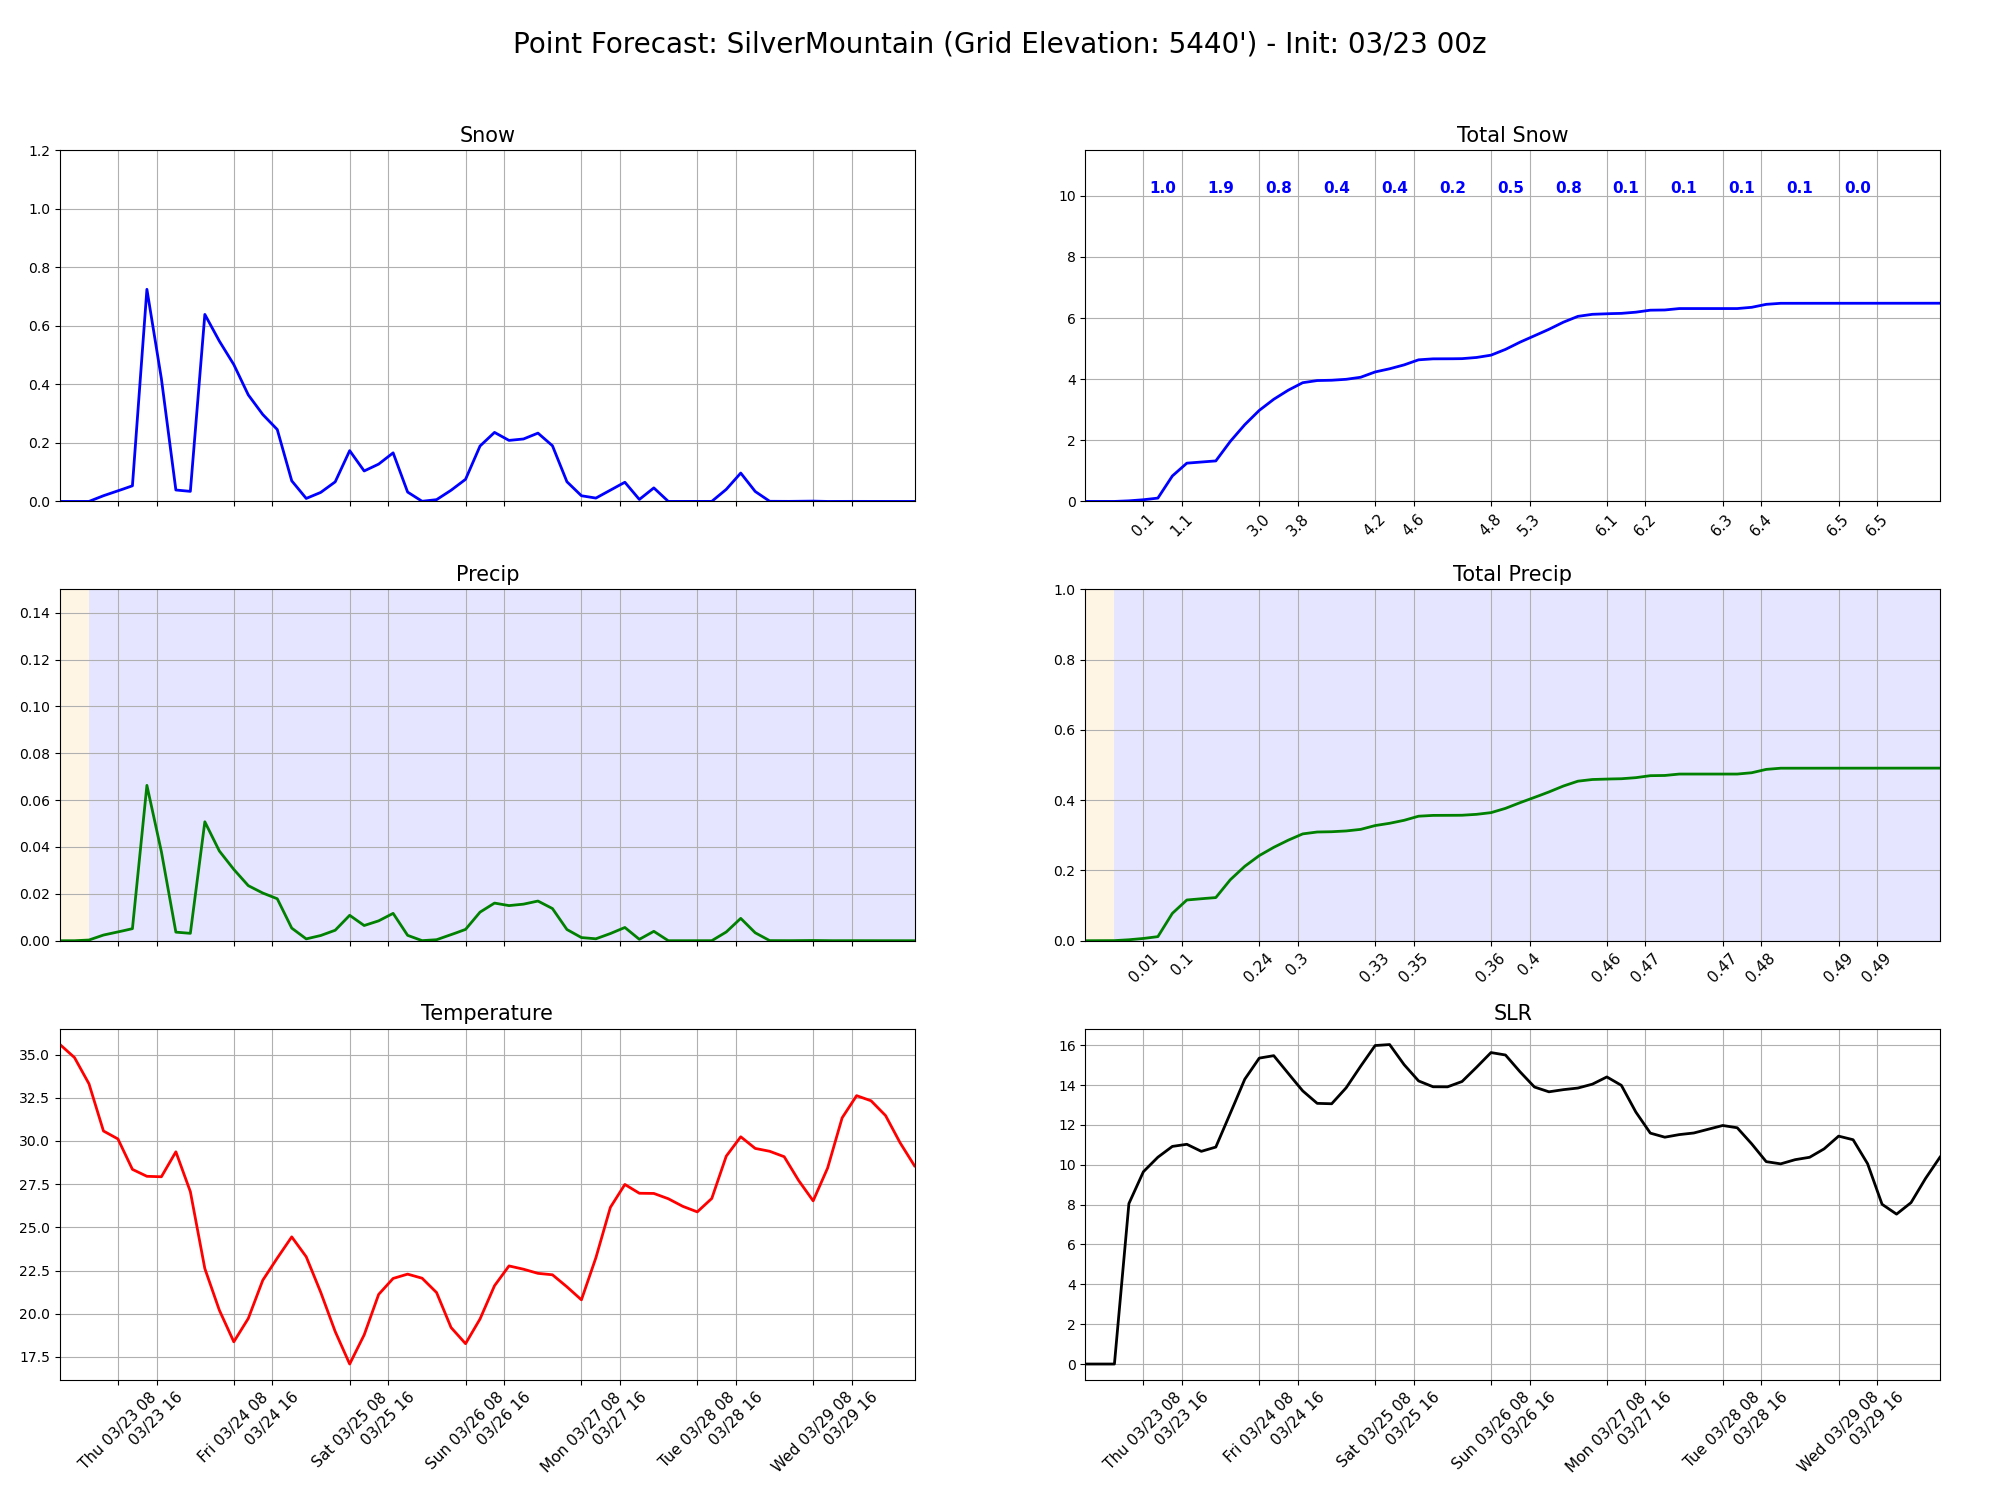 Point Forecast: SilverMountain (Grid Elevation: 5440') - Init: 03/23 00z
Snow
1.2
1.0
0.8
0.6
0.4
0.2
0.0
Total Snow
1.0 1.9 0.8 0.4 0.4 0.2 0.5 0.8 0.1 0.1 0.1 0.1 0.0
10
8
6
4
2
0
0.1 1.1 3.0 3.8 4.2 4.6 4.8 5.3 6.1 6.2 6.3 6.4 6.5 6.5
Precip
0.14
0.12
0.10
0.08
0.06
0.04
0.02
0.00
Total Precip
1.0
0.8
0.6
0.4
0.2
0.0
0.01 0.1 0.24 0.3 0.33 0.35 0.36 0.4 0.46 0.47 0.47 0.48 0.49 0.49
Temperature
35.0
32.5
30.0
27.5
25.0
22.5
20.0
17.5
Thu 03/23 08
03/23 16
Fri 03/24 08
03/24 16
Sat 03/25 08
03/25 16
Sun 03/26 08
03/26 16
Mon 03/27 08
03/27 16
Tue 03/28 08
03/28 16
Wed 03/29 08
03/29 16
SLR
16
14
12
10
8
6
4
2
0
Thu 03/23 08
03/23 16
Fri 03/24 08
03/24 16
Sat 03/25 08
03/25 16
Sun 03/26 08
03/26 16
Mon 03/27 08
03/27 16
Tue 03/28 08
03/28 16
Wed 03/29 08
03/29 16